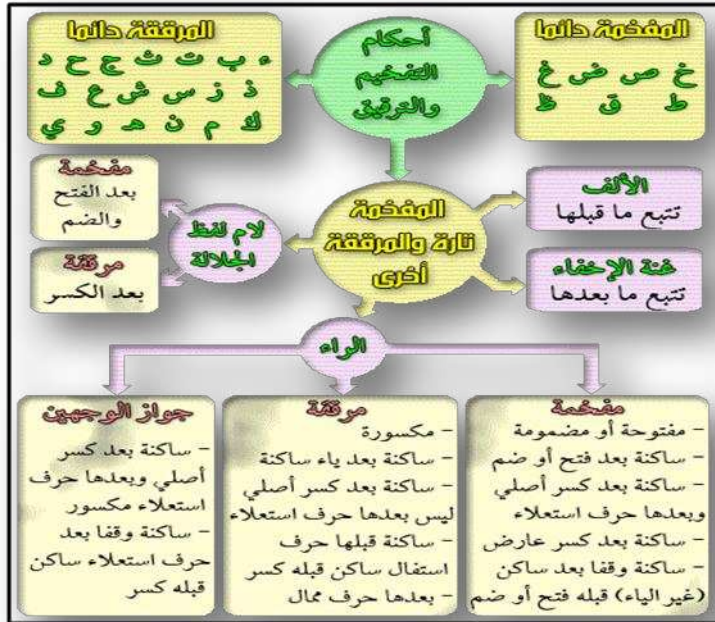 أحكام
التفخيم
والترقيق
المفخمة دائما
خ ص ض غ
ط ق ظ
المرققة دائما
ء ب ت ث ج ح د
ذ ز س ش ع ف
ك م ن هـ و ي
المفخمة
تارة والمرققة
أخرى
الألف
تتبع ما قبلها
غنة الإخفاء
تتبع ما بعدها
لام لفظ
الجلالة
مفخمة
بعد الفتح
والضم
مرققة
بعد الكسر
الراء
مفخمة
- مفتوحة أو مضمومة
- ساكنة بعد فتح أو ضم
- ساكنة بعد كسر أصلي
وبعدها حرف استعلاء
- ساكنة بعد كسر عارض
- ساكنة وقفا بعد ساكن
(غير الياء) قبله فتح أو ضم
مرققة
- مكسورة
- ساكنة بعد ياء ساكنة
- ساكنة بعد كسر أصلي
ليس بعدها حرف استعلاء
- ساكنة قبلها حرف
استفال ساكن قبله كسر
- بعدها حرف ممال
جواز الوجهين
- ساكنة بعد كسر
أصلي وبعدها حرف
استعلاء مكسور
- ساكنة وقفا بعد
حرف استعلاء ساكن
قبله كسر